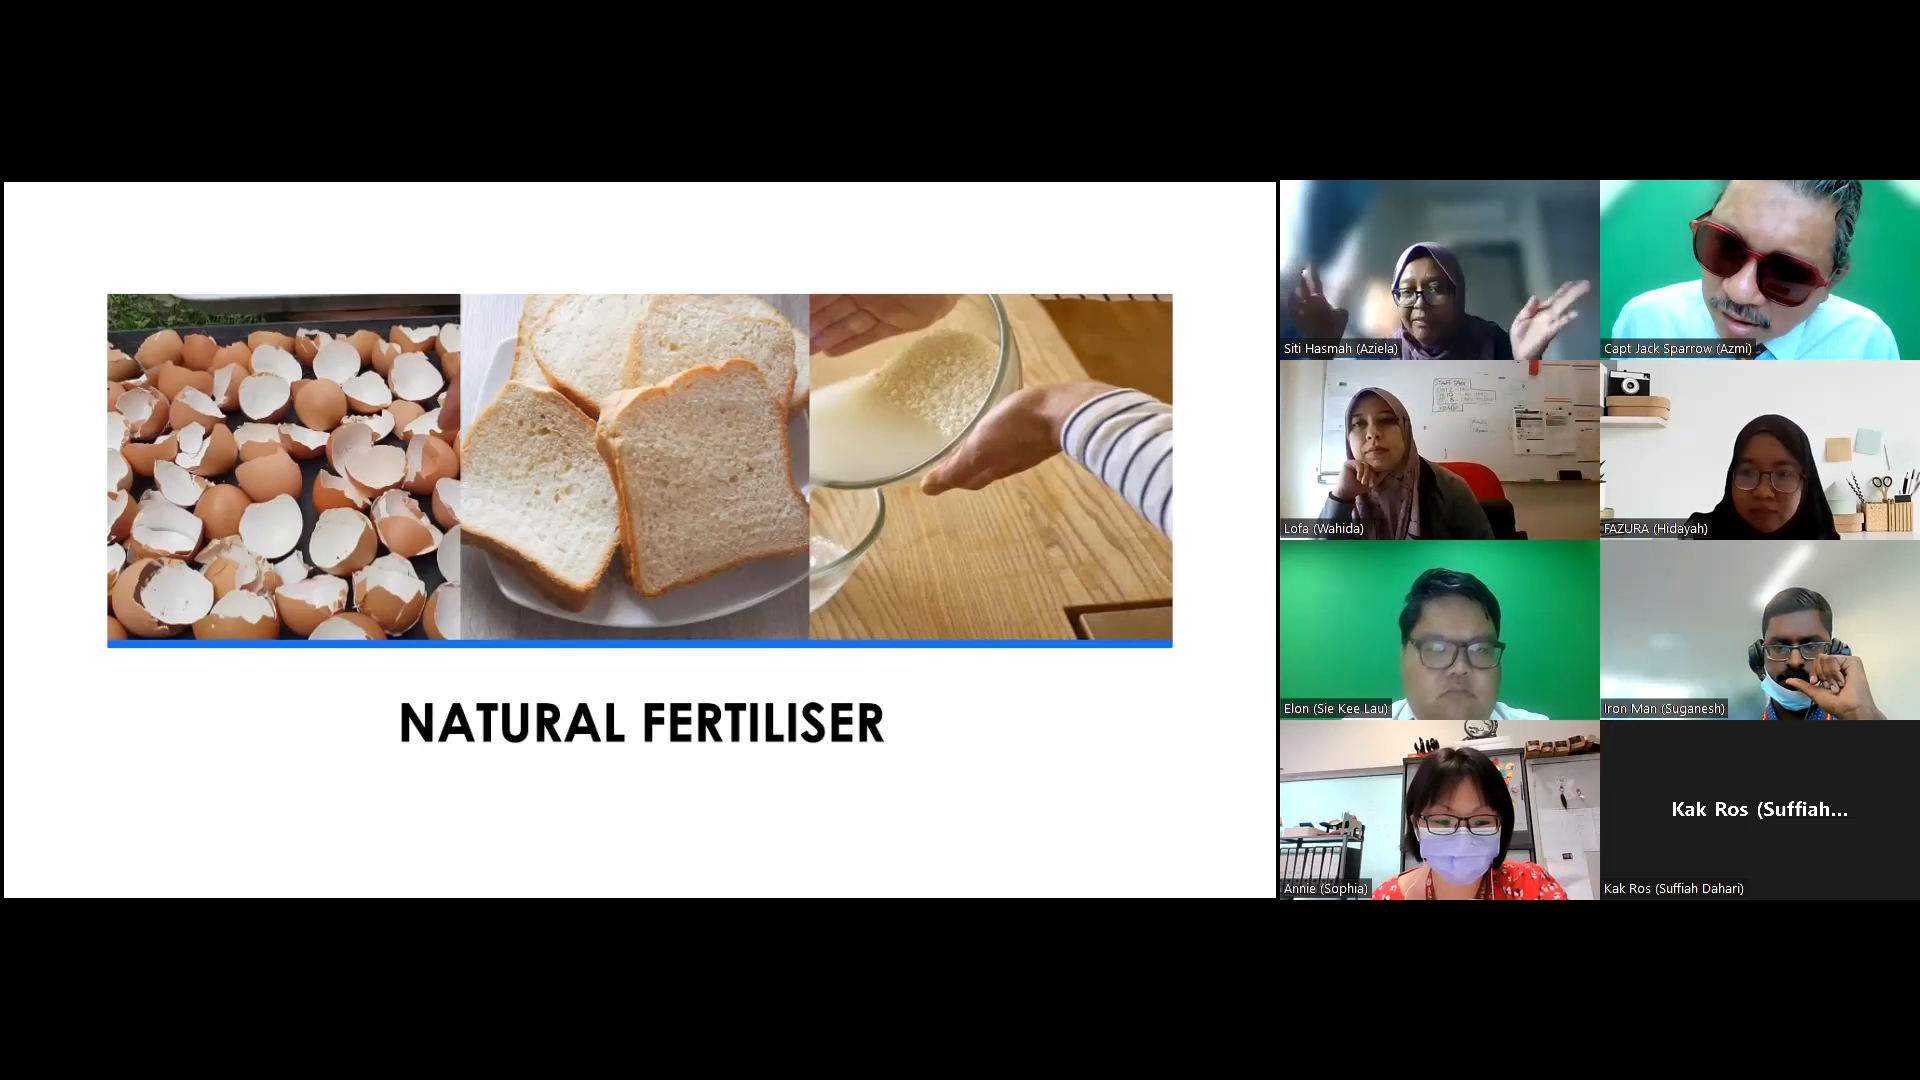 NATURAL FERTILISER
Siti Hasmah (Aziela)
Capt Jack Sparrow (Azmi)
Lofa (Wahida)
FAZURA (Hidayah)
Elon (Sie Kee Lau)
Iron Man (Suganesh)
Annie (Sophia)
Kak Ros (Suffiah...
Kak Ros (Suffiah Dahari)